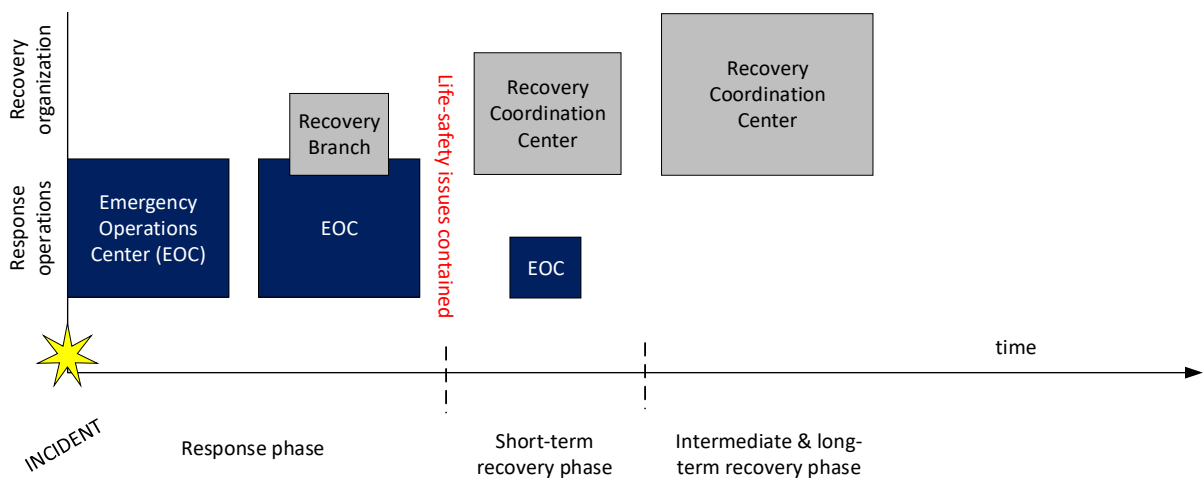 Recovery
organization
Response
operations
Emergency
Operations
Center (EOC)
Recovery
Branch
EOC
Life-safety issues contained
Recovery
Coordination
Center
EOC
Recovery
Coordination
Center
time
INCIDENT
Response phase
Short-term
recovery phase
Intermediate & long-
term recovery phase